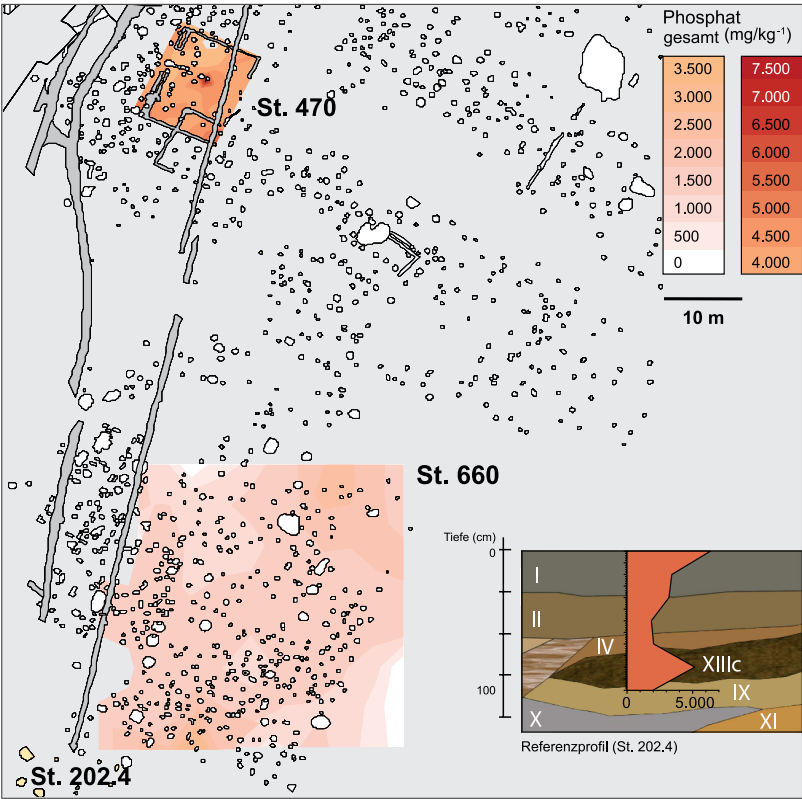 Phosphat
gesamt (mg/kg⁻¹)
3.500 7.500
3.000 7.000
2.500 6.500
2.000 6.000
1.500 5.500
1.000 5.000
500 4.500
0 4.000
10 m
St. 470
St. 660
Tiefe (cm)
0
I
II
IV
XIIIc
100
IX
0 5.000
X
XI
Referenzprofil (St. 202.4)
St. 202.4